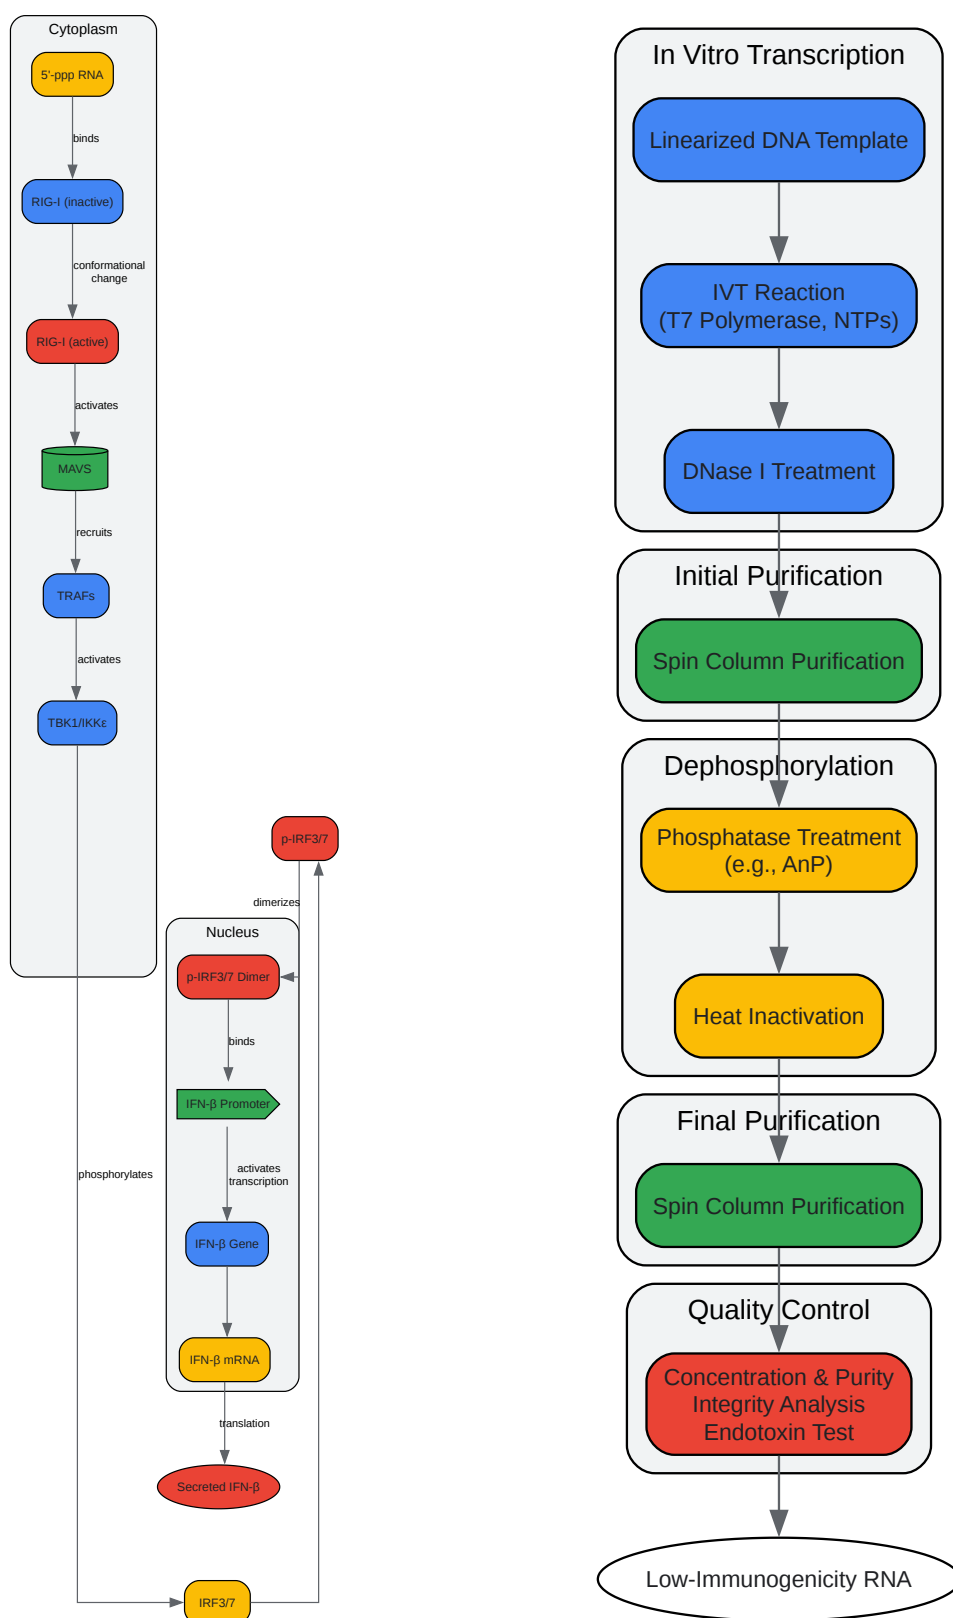 Cytoplasm
5'-ppp RNA
binds
RIG-I (inactive)
conformational
change
RIG-I (active)
activates
MAVS
recruits
TRAFs
activates
TBK1/IKKε
phosphorylates
IRF3/7
p-IRF3/7
dimerizes
Nucleus
p-IRF3/7 Dimer
binds
IFN-β Promoter
activates
transcription
IFN-β Gene
IFN-β mRNA
translation
Secreted IFN-β
In Vitro Transcription
Linearized DNA Template
IVT Reaction
(T7 Polymerase, NTPs)
DNase I Treatment
Initial Purification
Spin Column Purification
Dephosphorylation
Phosphatase Treatment
(e.g., AnP)
Heat Inactivation
Final Purification
Spin Column Purification
Quality Control
Concentration & Purity
Integrity Analysis
Endotoxin Test
Low-Immunogenicity RNA